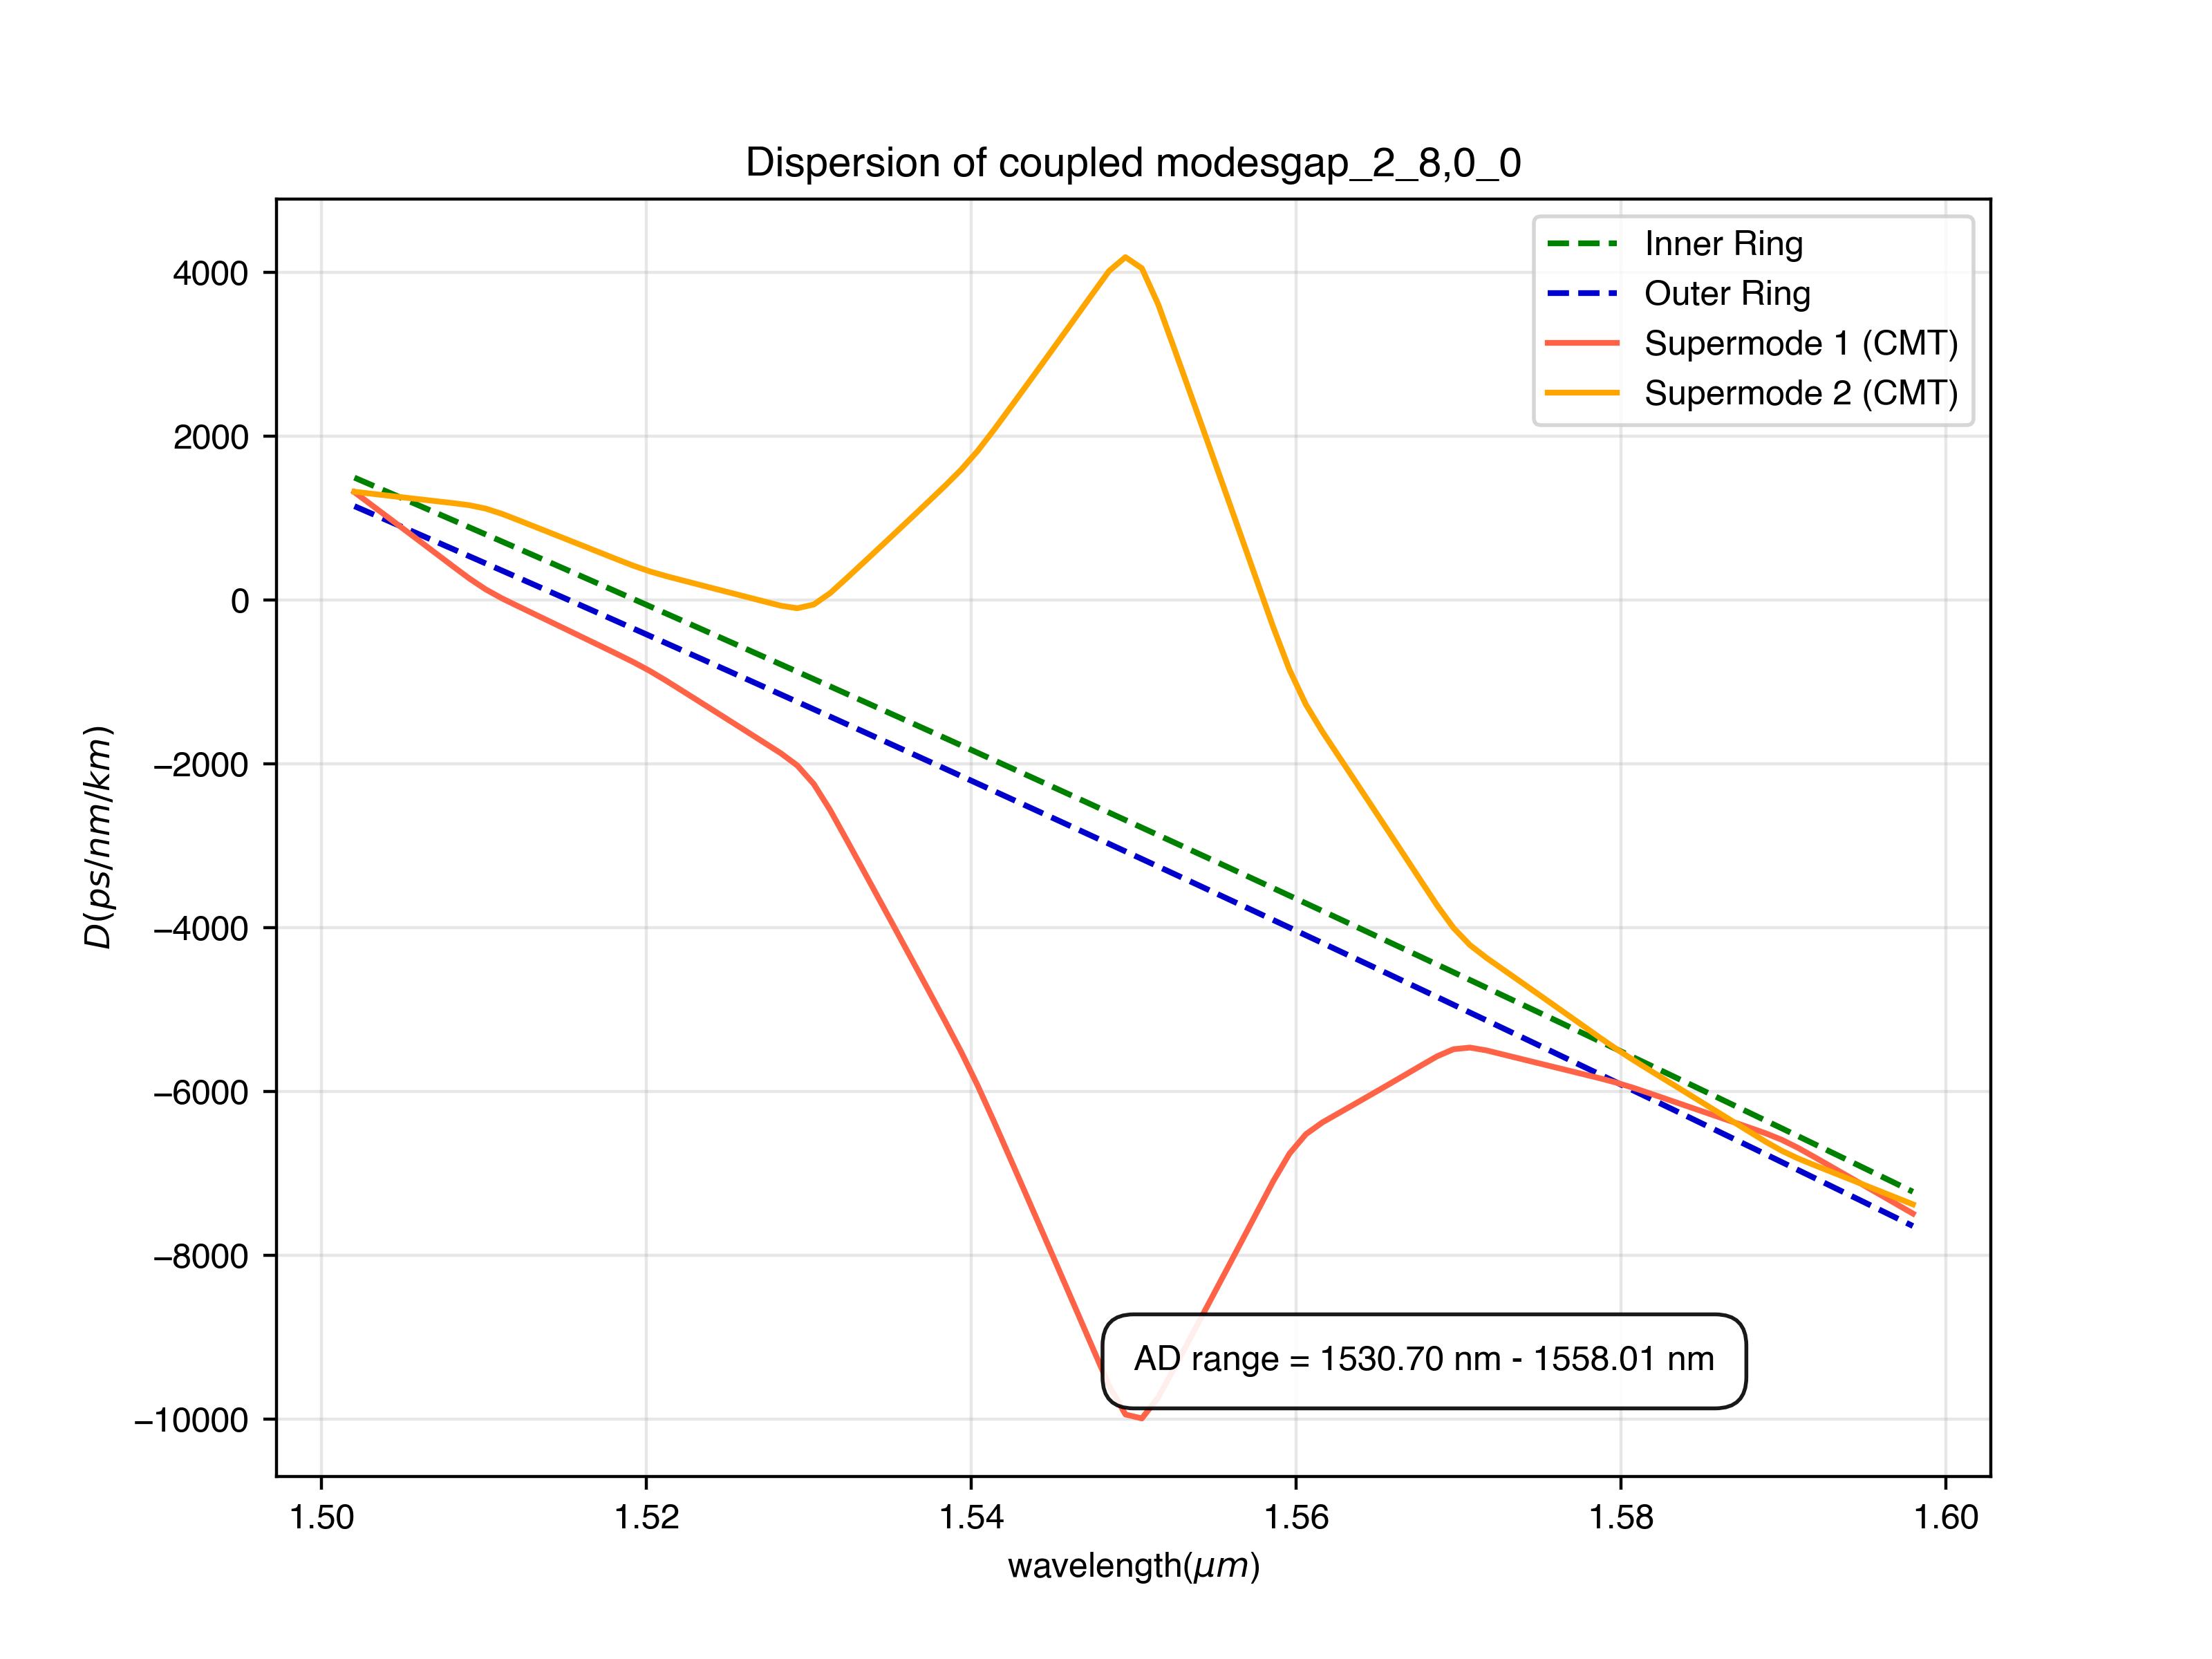 Dispersion of coupled modesgap_2_8,0_0
Inner Ring
Outer Ring
Supermode 1 (CMT)
Supermode 2 (CMT)
4000
2000
0
−2000
−4000
−6000
−8000
−10000
D(ps/nm/km)
AD range = 1530.70 nm - 1558.01 nm
1.50 1.52 1.54 1.56 1.58 1.60
wavelength(μm)